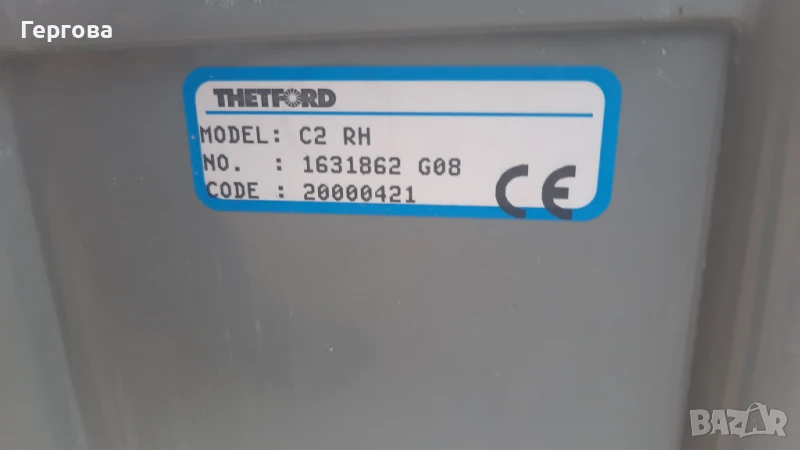 Гергова
THETFORD
MODEL: C2 RH
NO. : 1631862 G08
CODE : 20000421
CE
BAZAR